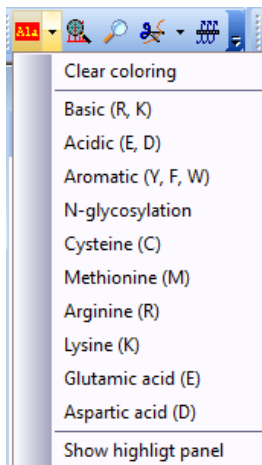 Ala
Clear coloring
Basic (R, K)
Acidic (E, D)
Aromatic (Y, F, W)
N-glycosylation
Cysteine (C)
Methionine (M)
Arginine (R)
Lysine (K)
Glutamic acid (E)
Aspartic acid (D)
Show highligt panel